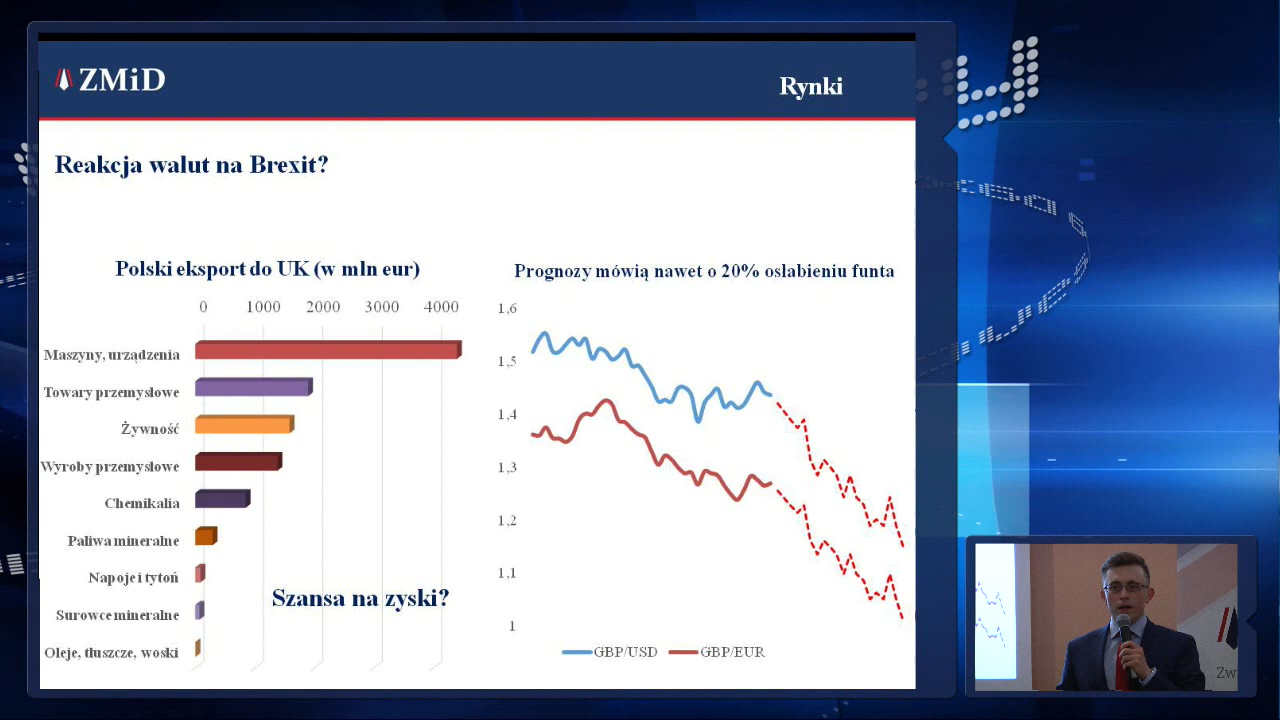 ZMiD
Rynki
Reakcja walut na Brexit?
Polski eksport do UK (w mln eur)
0 1000 2000 3000 4000
Maszyny, urządzenia
Towary przemysłowe
Żywność
Wyroby przemysłowe
Chemikalia
Paliwa mineralne
Napoje i tytoń
Surowce mineralne
Oleje, tłuszcze, woski
Szansa na zyski?
Prognozy mówią nawet o 20% osłabieniu funta
1,6
1,5
1,4
1,3
1,2
1,1
1
GBP/USD GBP/EUR
Zwi